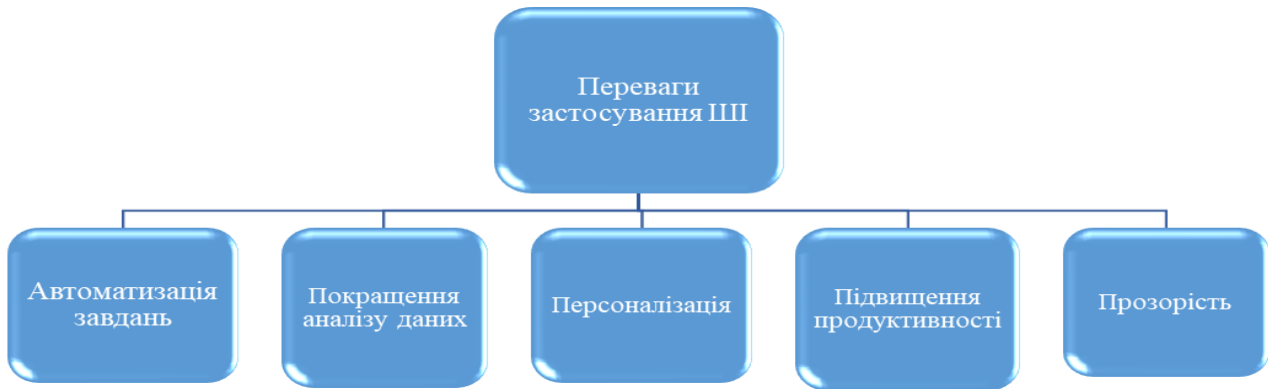 Переваги
застосування ШІ
Автоматизація
завдань
Покращення
аналізу даних
Персоналізація
Підвищення
продуктивності
Прозорість